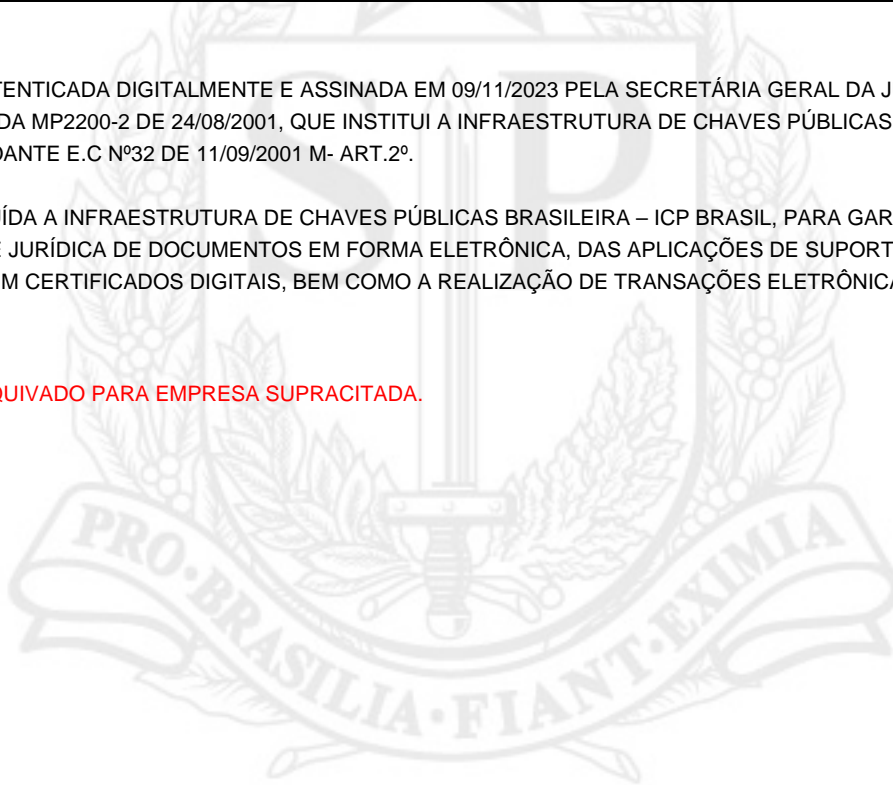 TENTICADA DIGITALMENTE E ASSINADA EM 09/11/2023 PELA SECRETÁRIA GERAL DA J
DA MP2200-2 DE 24/08/2001, QUE INSTITUI A INFRAESTRUTURA DE CHAVES PÚBLICAS
DANTE E.C Nº32 DE 11/09/2001 M- ART.2º.
ÍDA A INFRAESTRUTURA DE CHAVES PÚBLICAS BRASILEIRA – ICP BRASIL, PARA GAR
E JURÍDICA DE DOCUMENTOS EM FORMA ELETRÔNICA, DAS APLICAÇÕES DE SUPORT
M CERTIFICADOS DIGITAIS, BEM COMO A REALIZAÇÃO DE TRANSAÇÕES ELETRÔNICA
QUIVADO PARA EMPRESA SUPRACITADA.
SP
PRO·BRASILIA·FIANT·EXIMIA